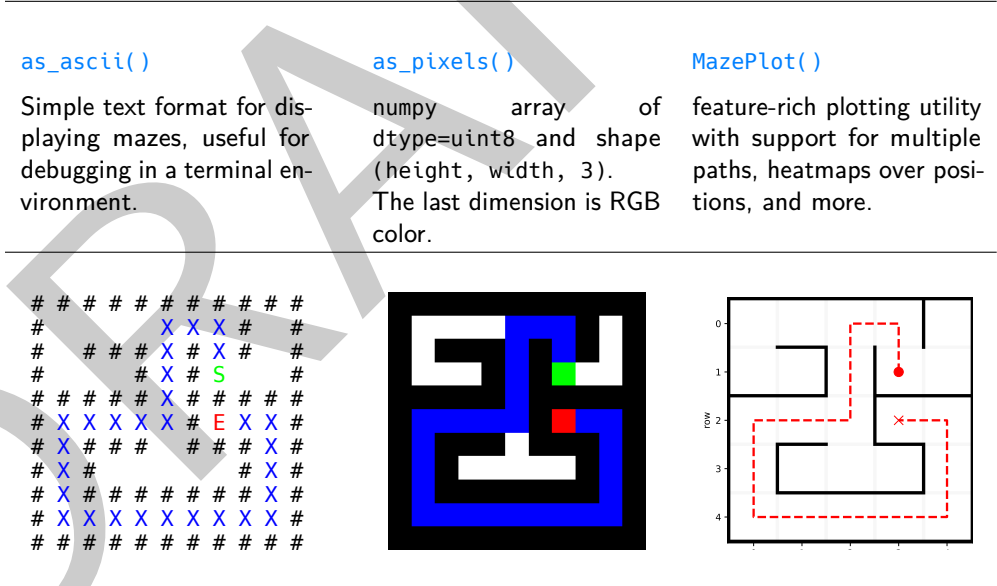 as_ascii()
Simple text format for dis-
playing mazes, useful for
debugging in a terminal en-
vironment.
as_pixels()
numpy array of
dtype=uint8 and shape
(height, width, 3).
The last dimension is RGB
color.
MazePlot()
feature-rich plotting utility
with support for multiple
paths, heatmaps over posi-
tions, and more.
# # # # # # # # # # #
#         X X X #   #
#   # # # X # X #   #
#       # X # S     #
# # # # # X # # # # #
# X X X X X # E X X #
# X # # #   # # # X #
# X #           # X #
# X # # # # # # # X #
# X X X X X X X X X #
# # # # # # # # # # #
0
1
row
2
3
4
DRA